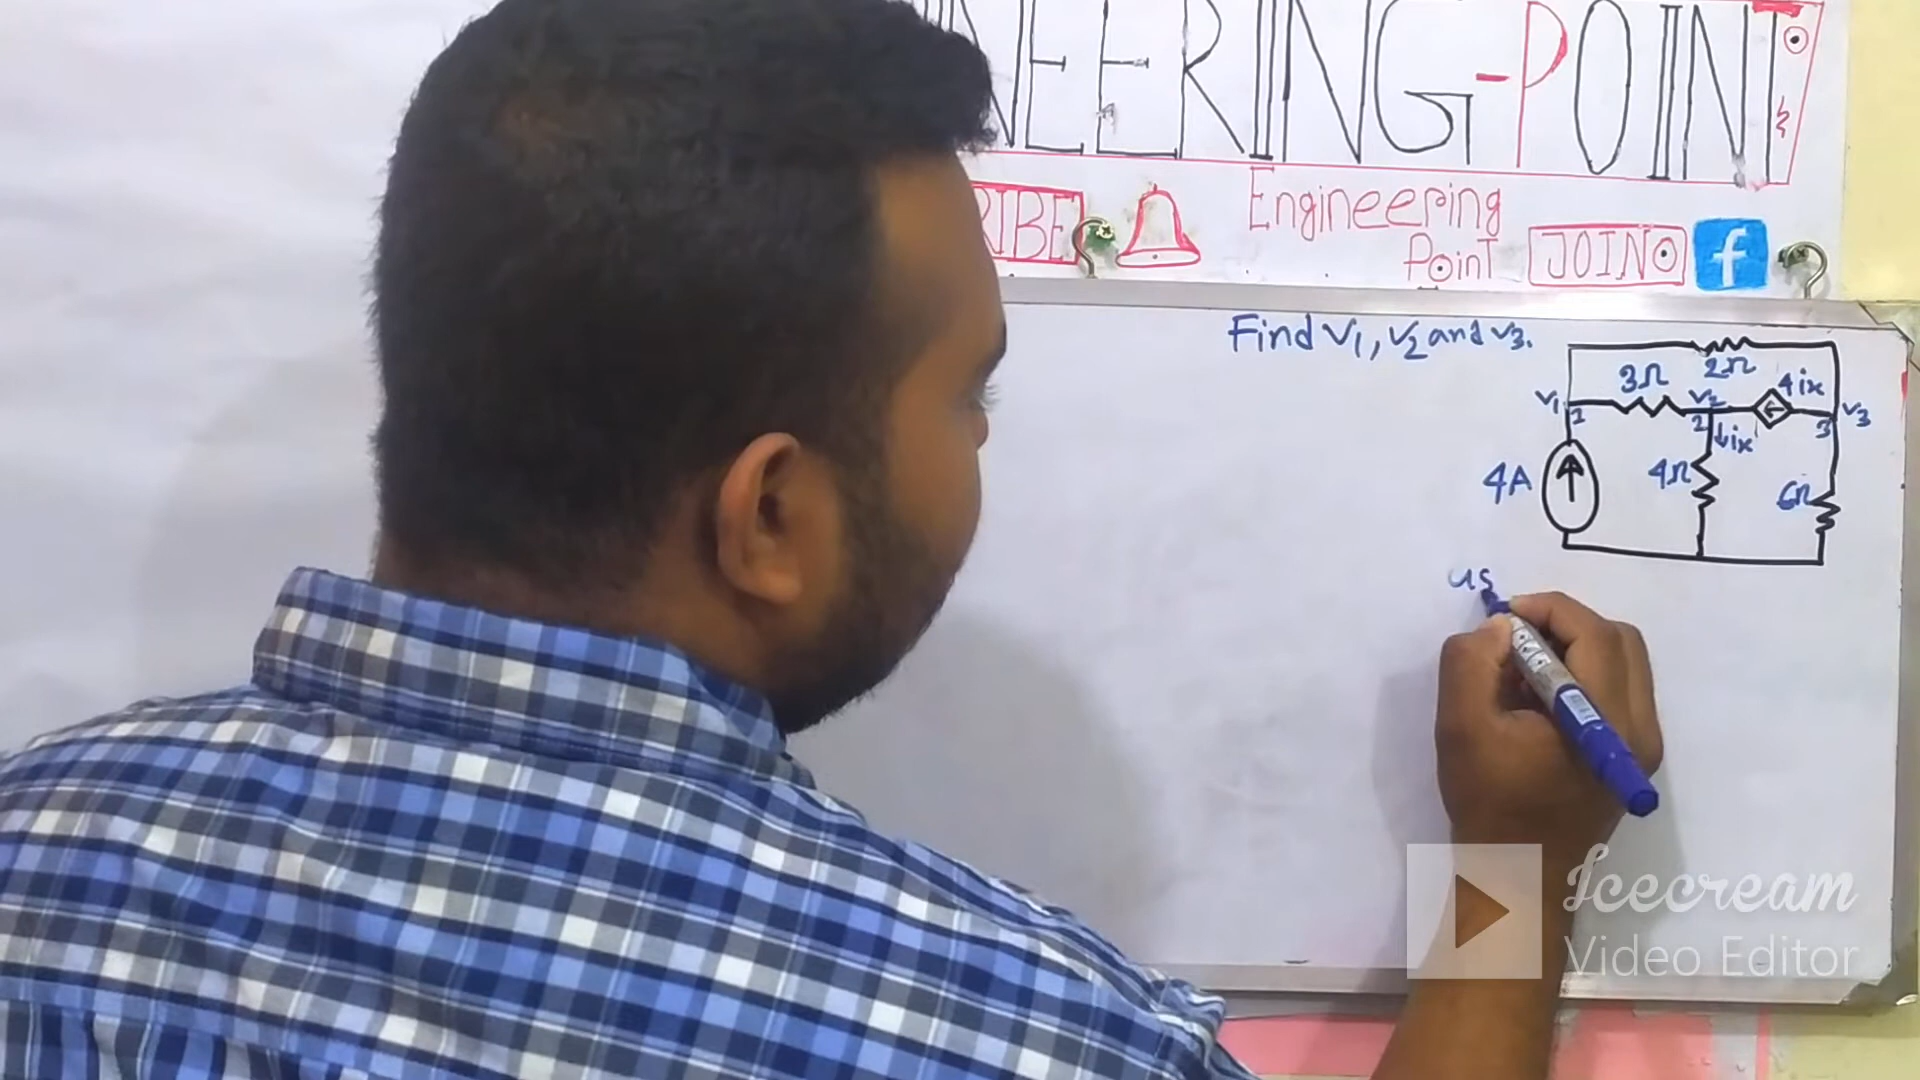 NEERING-POINT
RIBE
Engineering
Point
JOIN
f
Find V1, V2 and V3.
2Ω
3Ω
4ix
V1
V2
V3
1
2
3
↓ix
4A
4Ω
6Ω
us
Icecream
Video Editor